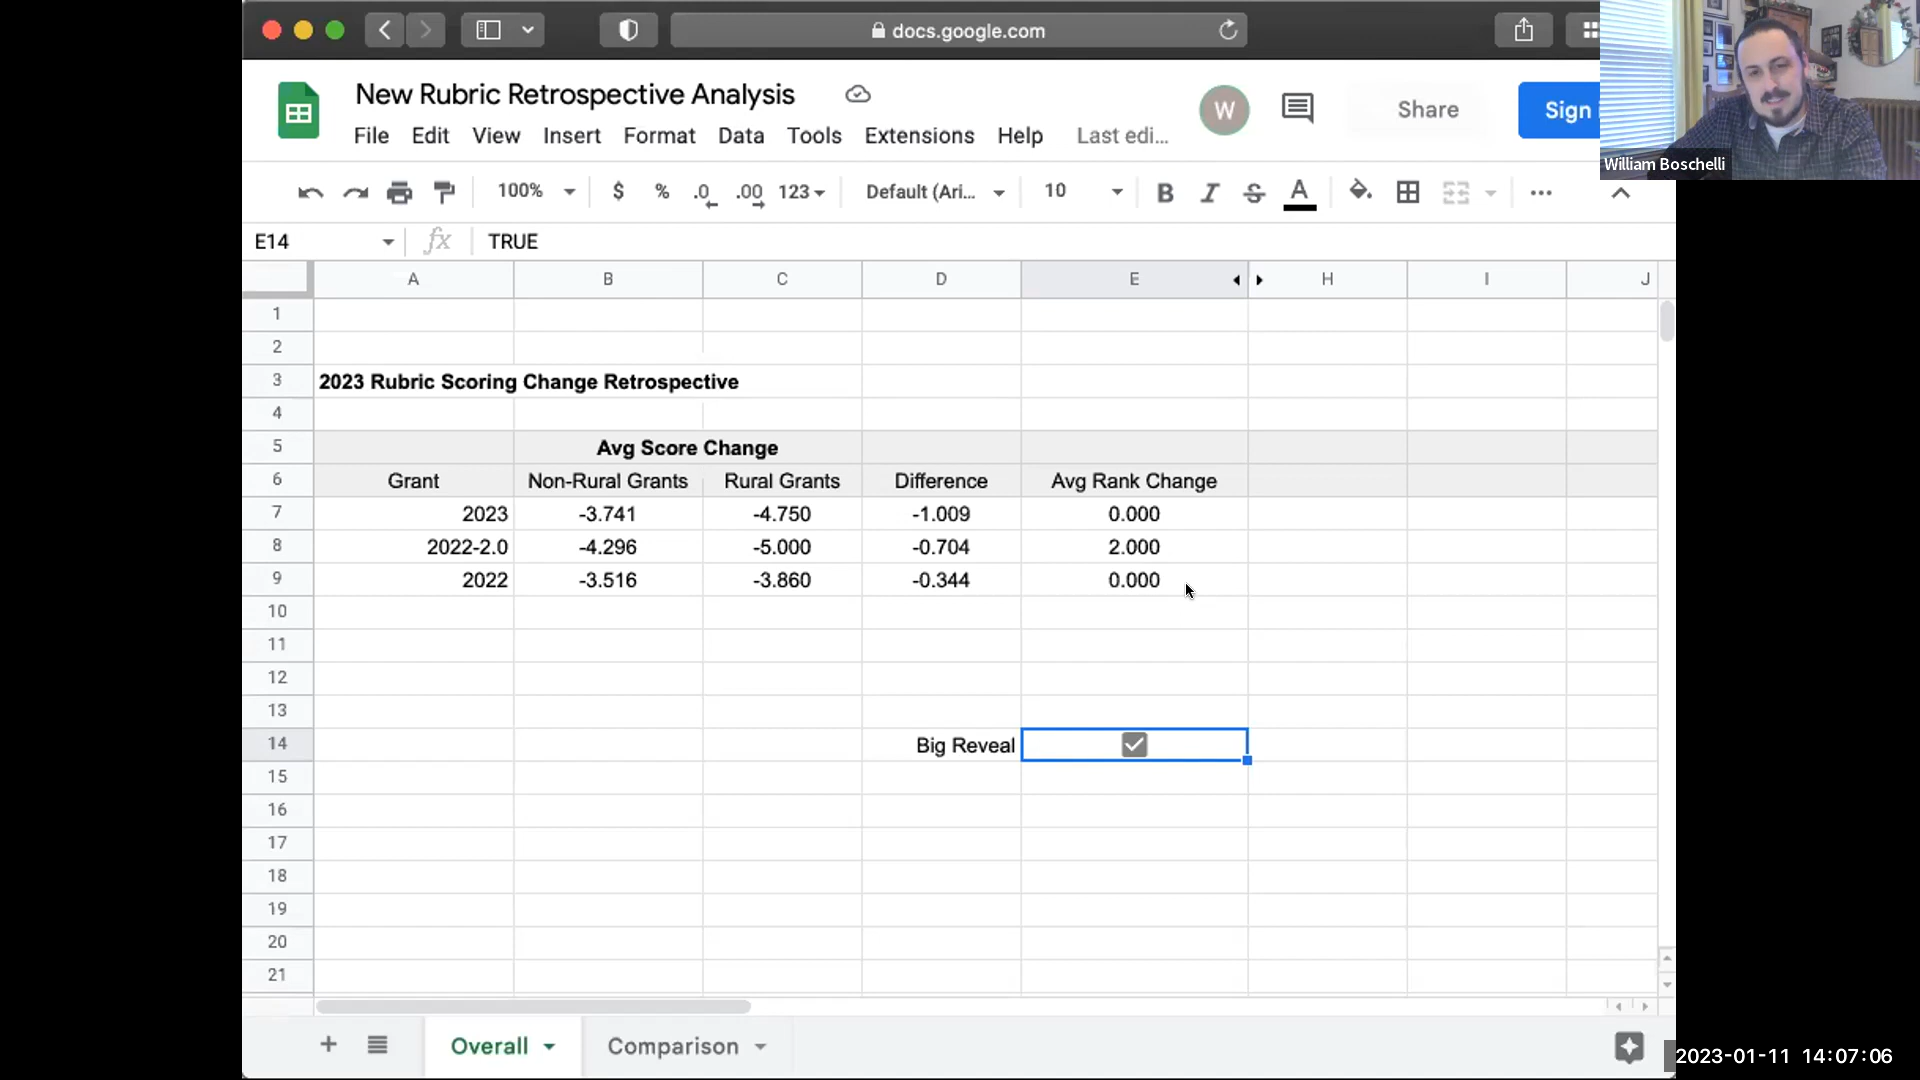 docs.google.com
New Rubric Retrospective Analysis
W
Share
Sign
File Edit View Insert Format Data Tools Extensions Help Last edi...
William Boschelli
100% $ % .0 .00 123 Default (Ari... 10 B I S A ...
E14 fx TRUE
A B C D E H I J
1
2
3 2023 Rubric Scoring Change Retrospective
4
5 Avg Score Change
6 Grant Non-Rural Grants Rural Grants Difference Avg Rank Change
7 2023 -3.741 -4.750 -1.009 0.000
8 2022-2.0 -4.296 -5.000 -0.704 2.000
9 2022 -3.516 -3.860 -0.344 0.000
10
11
12
13
14 Big Reveal
15
16
17
18
19
20
21
Overall Comparison
2023-01-11 14:07:06